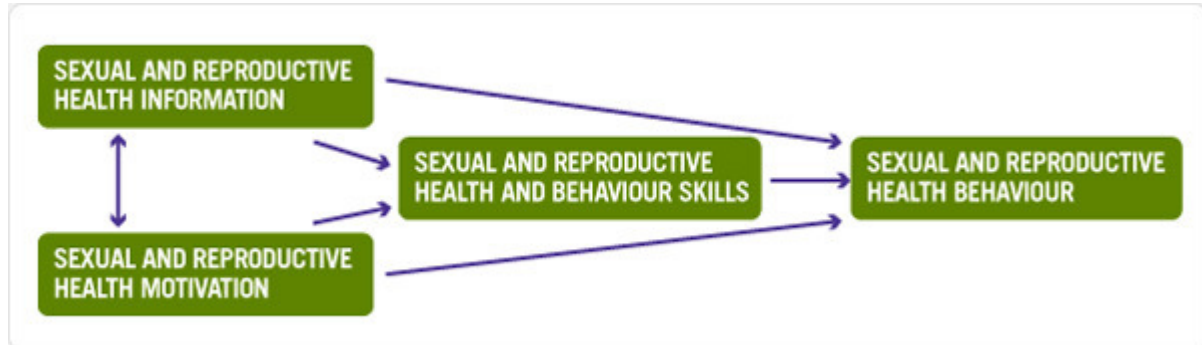 SEXUAL AND REPRODUCTIVE
HEALTH INFORMATION
SEXUAL AND REPRODUCTIVE
HEALTH AND BEHAVIOUR SKILLS
SEXUAL AND REPRODUCTIVE
HEALTH BEHAVIOUR
SEXUAL AND REPRODUCTIVE
HEALTH MOTIVATION